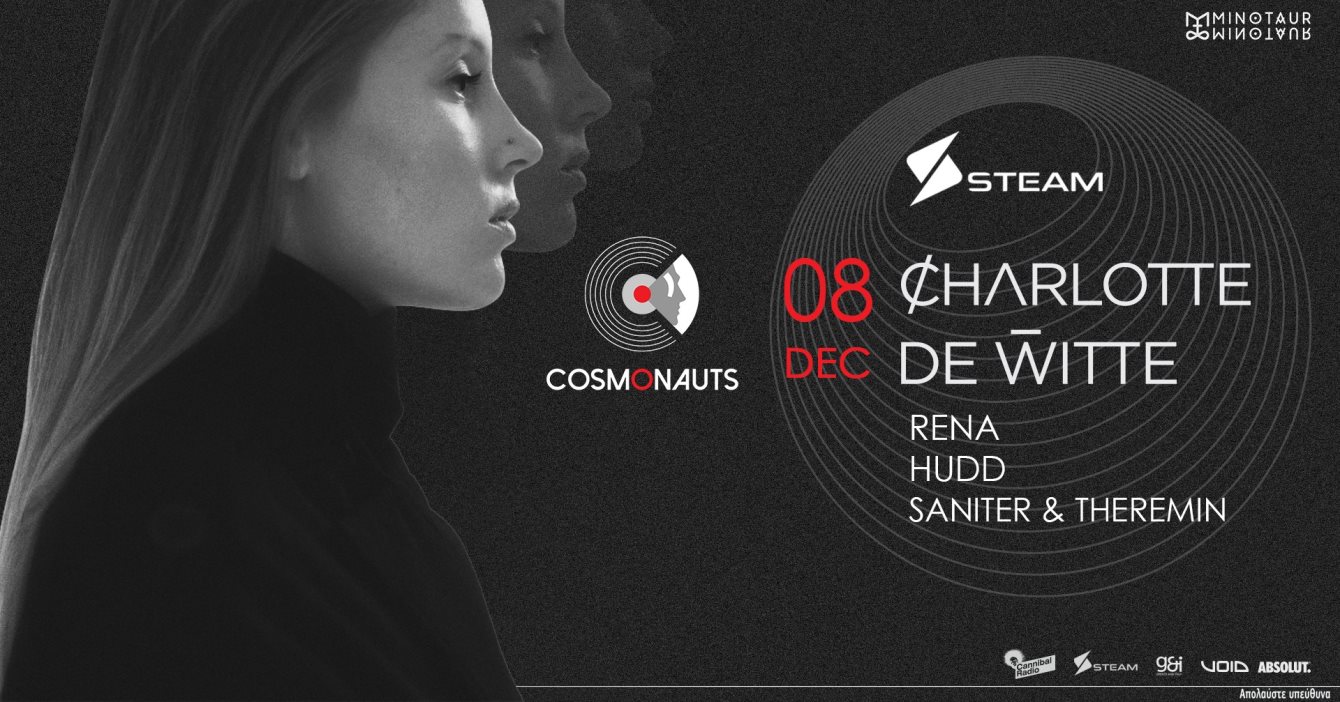 MINOTAUR
MINOTAUR
STEAM
08
DEC
CHARLOTTE
DE WITTE
COSMONAUTS
RENA
HUDD
SANITER & THEREMIN
Cannibal
Radio
STEAM
g&i
VOID
ABSOLUT.
Απολαύστε υπεύθυνα